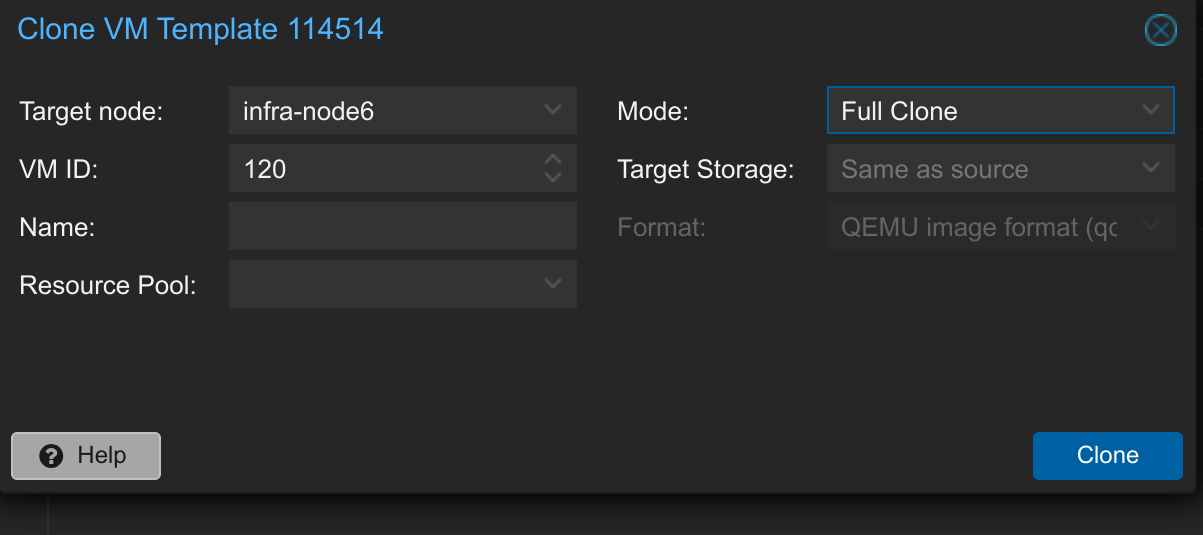 Clone VM Template 114514
Target node: infra-node6
VM ID: 120
Name:
Resource Pool:
Mode: Full Clone
Target Storage: Same as source
Format: QEMU image format (qc
Help
Clone